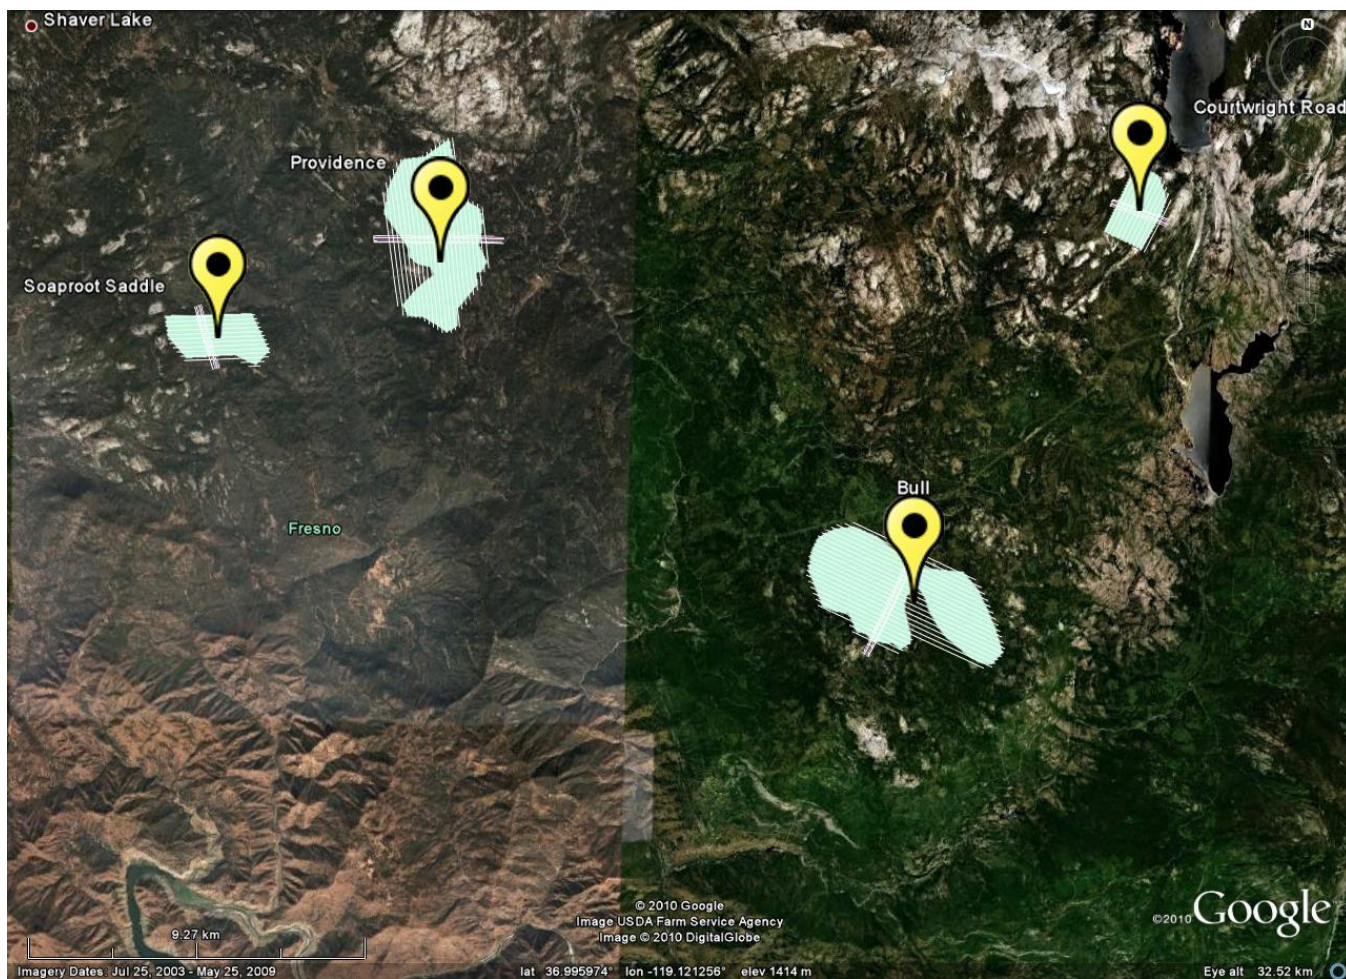 Shaver Lake
Courtwright Road
Providence
Soaproot Saddle
Bull
Fresno
N
9.27 km
© 2010 Google
Image USDA Farm Service Agency
Image © 2010 DigitalGlobe
©2010 Google
Imagery Dates: Jul 25, 2003 - May 25, 2009 lat 36.995974° lon -119.121256° elev 1414 m Eye alt 32.52 km